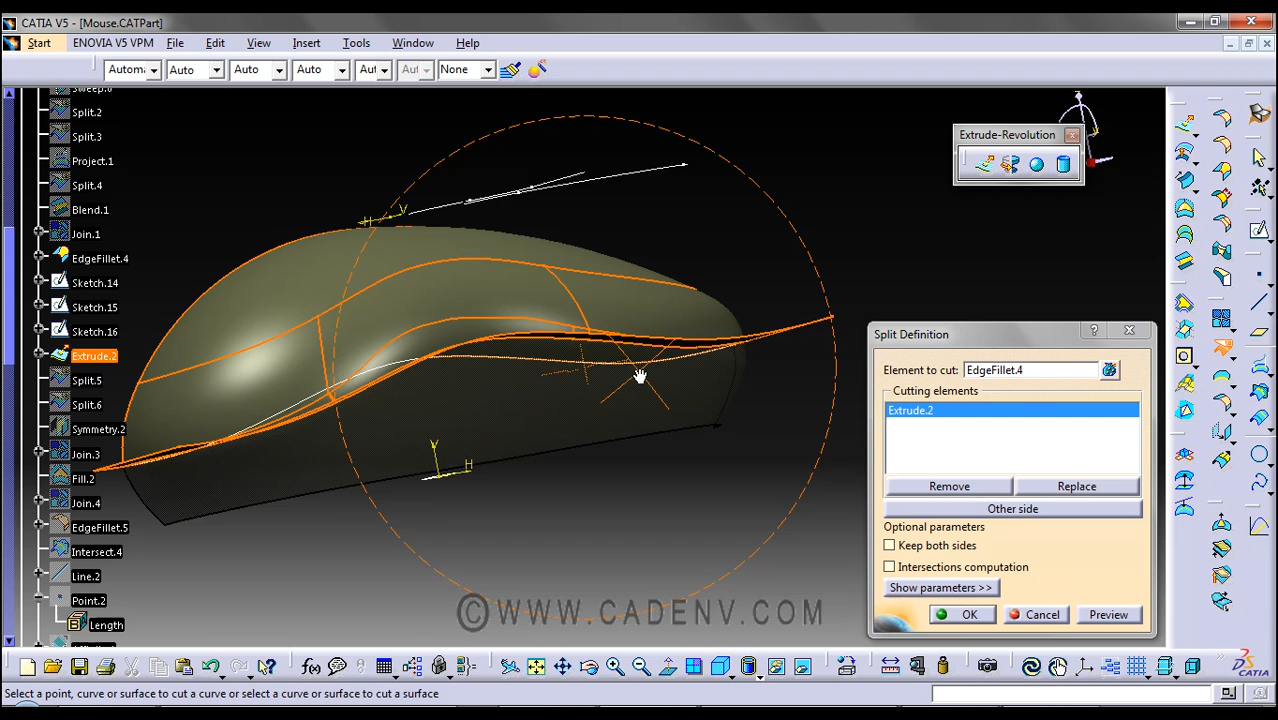 CATIA V5 - [Mouse.CATPart]
Start ENOVIA V5 VPM File Edit View Insert Tools Window Help
Automa Auto Auto Auto Aut Aut None
Split.2
Split.3
Project.1
Split.4
Blend.1
Join.1
EdgeFillet.4
Sketch.14
Sketch.15
Sketch.16
Extrude.2
Split.5
Split.6
Symmetry.2
Join.3
Fill.2
Join.4
EdgeFillet.5
Intersect.4
Line.2
Point.2
Length
H V
V
H
Extrude-Revolution
Split Definition
?
Element to cut: EdgeFillet.4
Cutting elements
Extrude.2
Remove Replace
Other side
Optional parameters
Keep both sides
Intersections computation
Show parameters >>
OK Cancel Preview
©WWW.CADENV.COM
f(x)
DS CATIA
Select a point, curve or surface to cut a curve or select a curve or surface to cut a surface